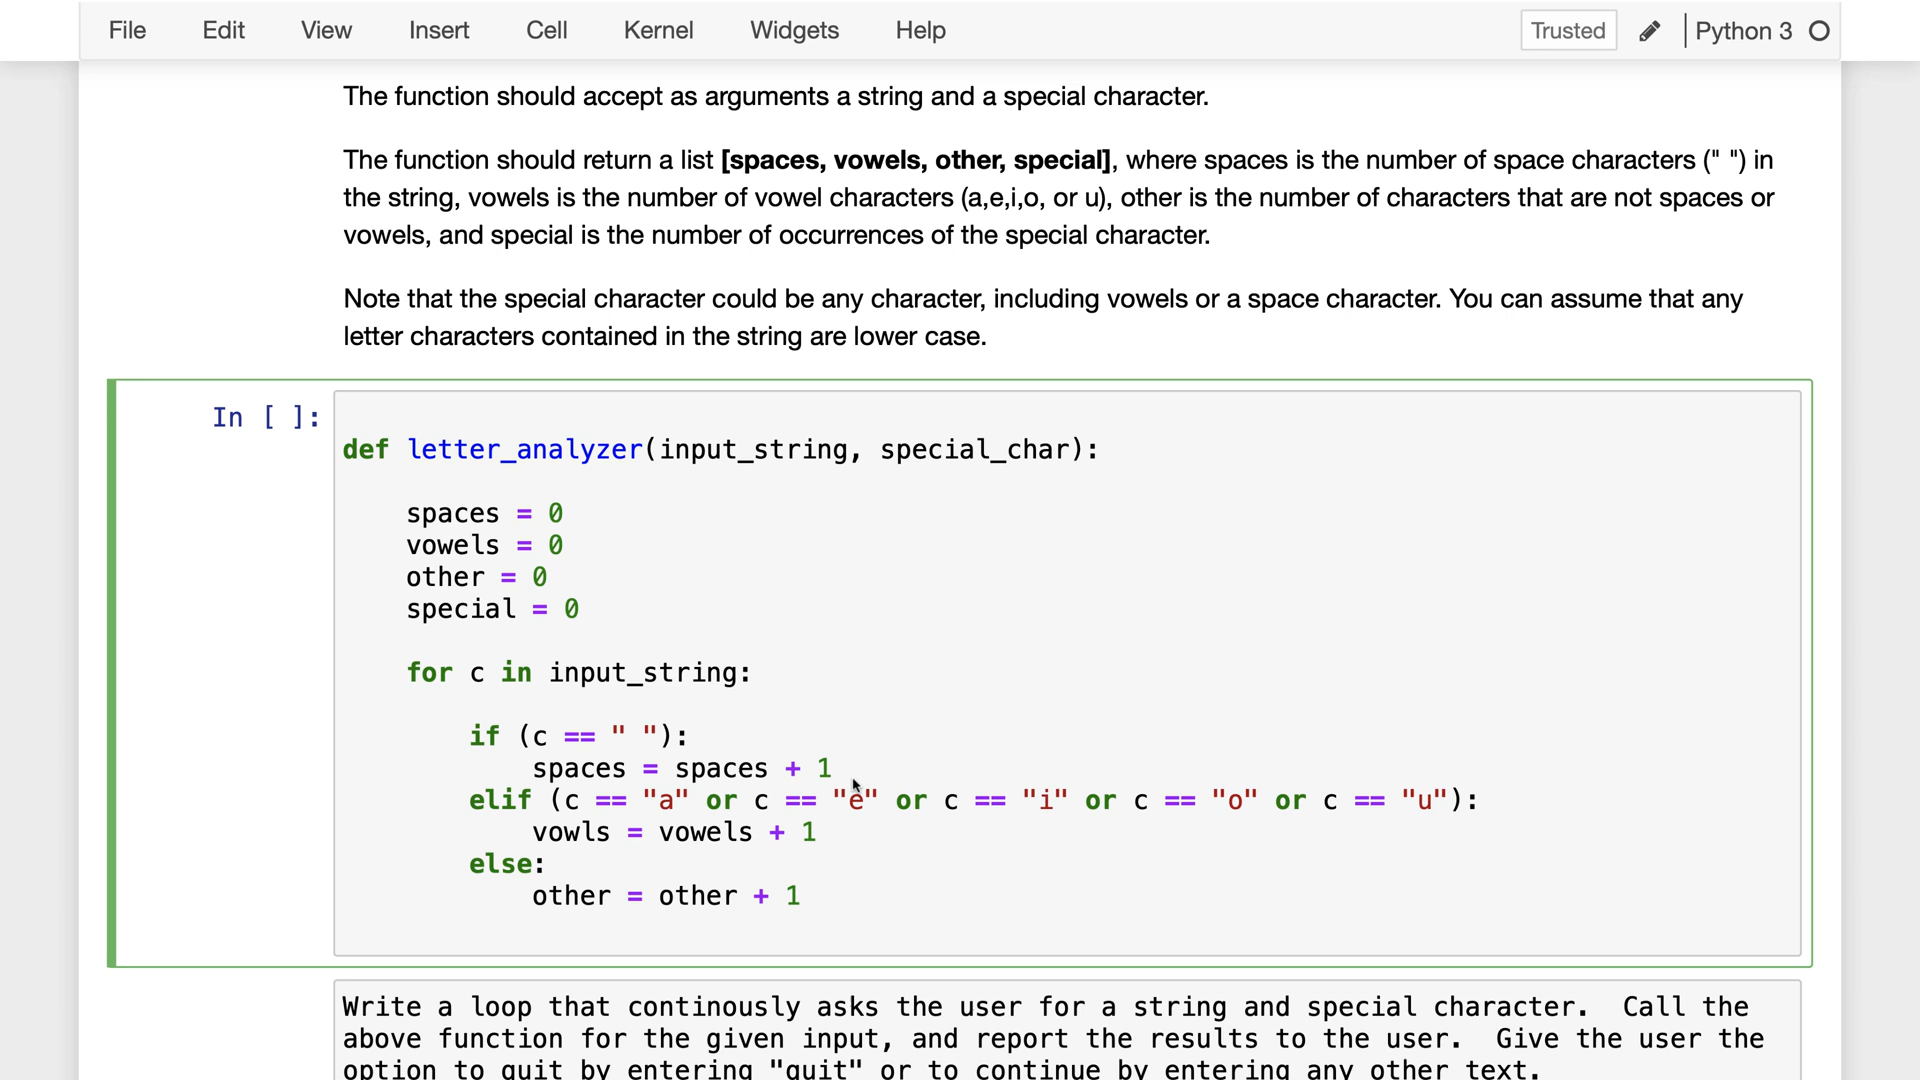 File Edit View Insert Cell Kernel Widgets Help Trusted Python 3
The function should accept as arguments a string and a special character.
The function should return a list [spaces, vowels, other, special], where spaces is the number of space characters (" ") in
the string, vowels is the number of vowel characters (a,e,i,o, or u), other is the number of characters that are not spaces or
vowels, and special is the number of occurrences of the special character.
Note that the special character could be any character, including vowels or a space character. You can assume that any
letter characters contained in the string are lower case.
In [ ]:
def letter_analyzer(input_string, special_char):
    spaces = 0
    vowels = 0
    other = 0
    special = 0
    for c in input_string:
        if (c == " "):
            spaces = spaces + 1
        elif (c == "a" or c == "e" or c == "i" or c == "o" or c == "u"):
            vowls = vowels + 1
        else:
            other = other + 1
Write a loop that continously asks the user for a string and special character.  Call the
above function for the given input, and report the results to the user.  Give the user the
option to quit by entering "quit" or to continue by entering any other text.